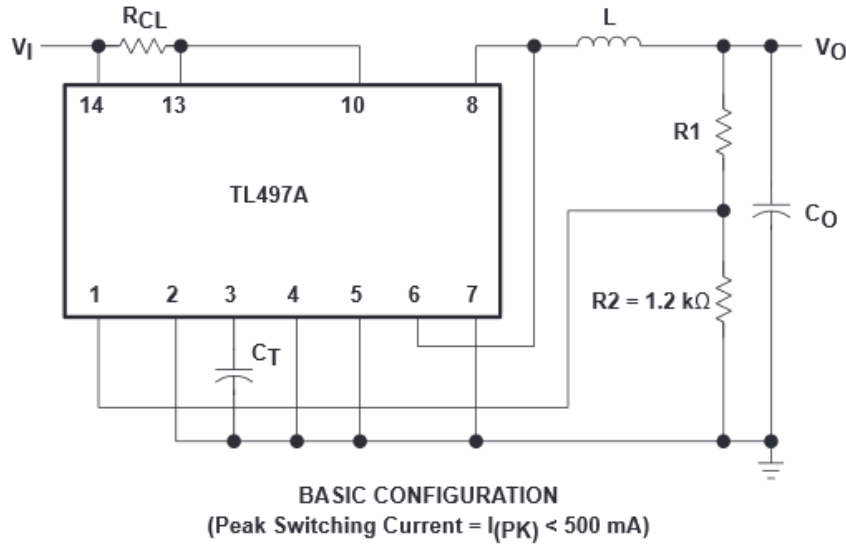 RCL
L
VI
VO
14 13 10 8
R1
TL497A
CO
1 2 3 4 5 6 7
R2 = 1.2 kΩ
CT
BASIC CONFIGURATION
(Peak Switching Current = I(PK) < 500 mA)